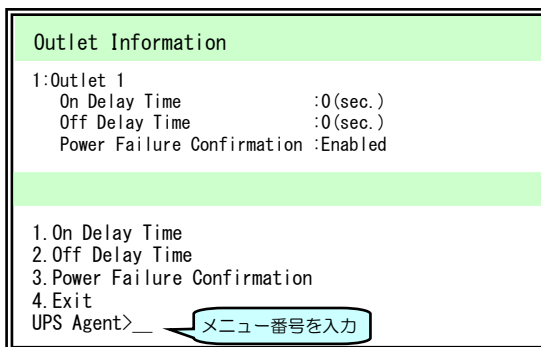 Outlet Information
1:Outlet 1
On Delay Time :0(sec.)
Off Delay Time :0(sec.)
Power Failure Confirmation :Enabled
1.On Delay Time
2.Off Delay Time
3.Power Failure Confirmation
4.Exit
UPS Agent>__ メニュー番号を入力